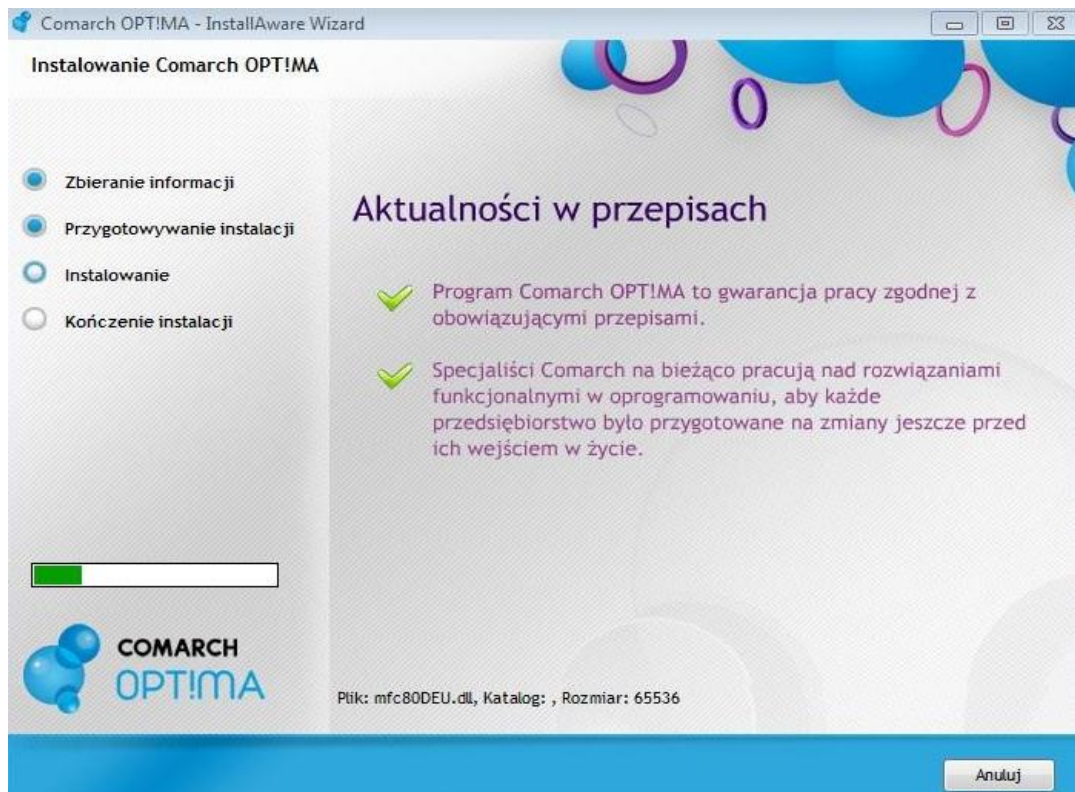 Comarch OPT!MA - InstallAware Wizard
Instalowanie Comarch OPT!MA
Zbieranie informacji
Przygotowywanie instalacji
Instalowanie
Kończenie instalacji
Aktualności w przepisach
Program Comarch OPT!MA to gwarancja pracy zgodnej z
obowiązującymi przepisami.
Specjaliści Comarch na bieżąco pracują nad rozwiązaniami
funkcjonalnymi w oprogramowaniu, aby każde
przedsiębiorstwo było przygotowane na zmiany jeszcze przed
ich wejściem w życie.
COMARCH
OPT!MA
Plik: mfc80DEU.dll, Katalog: , Rozmiar: 65536
Anuluj